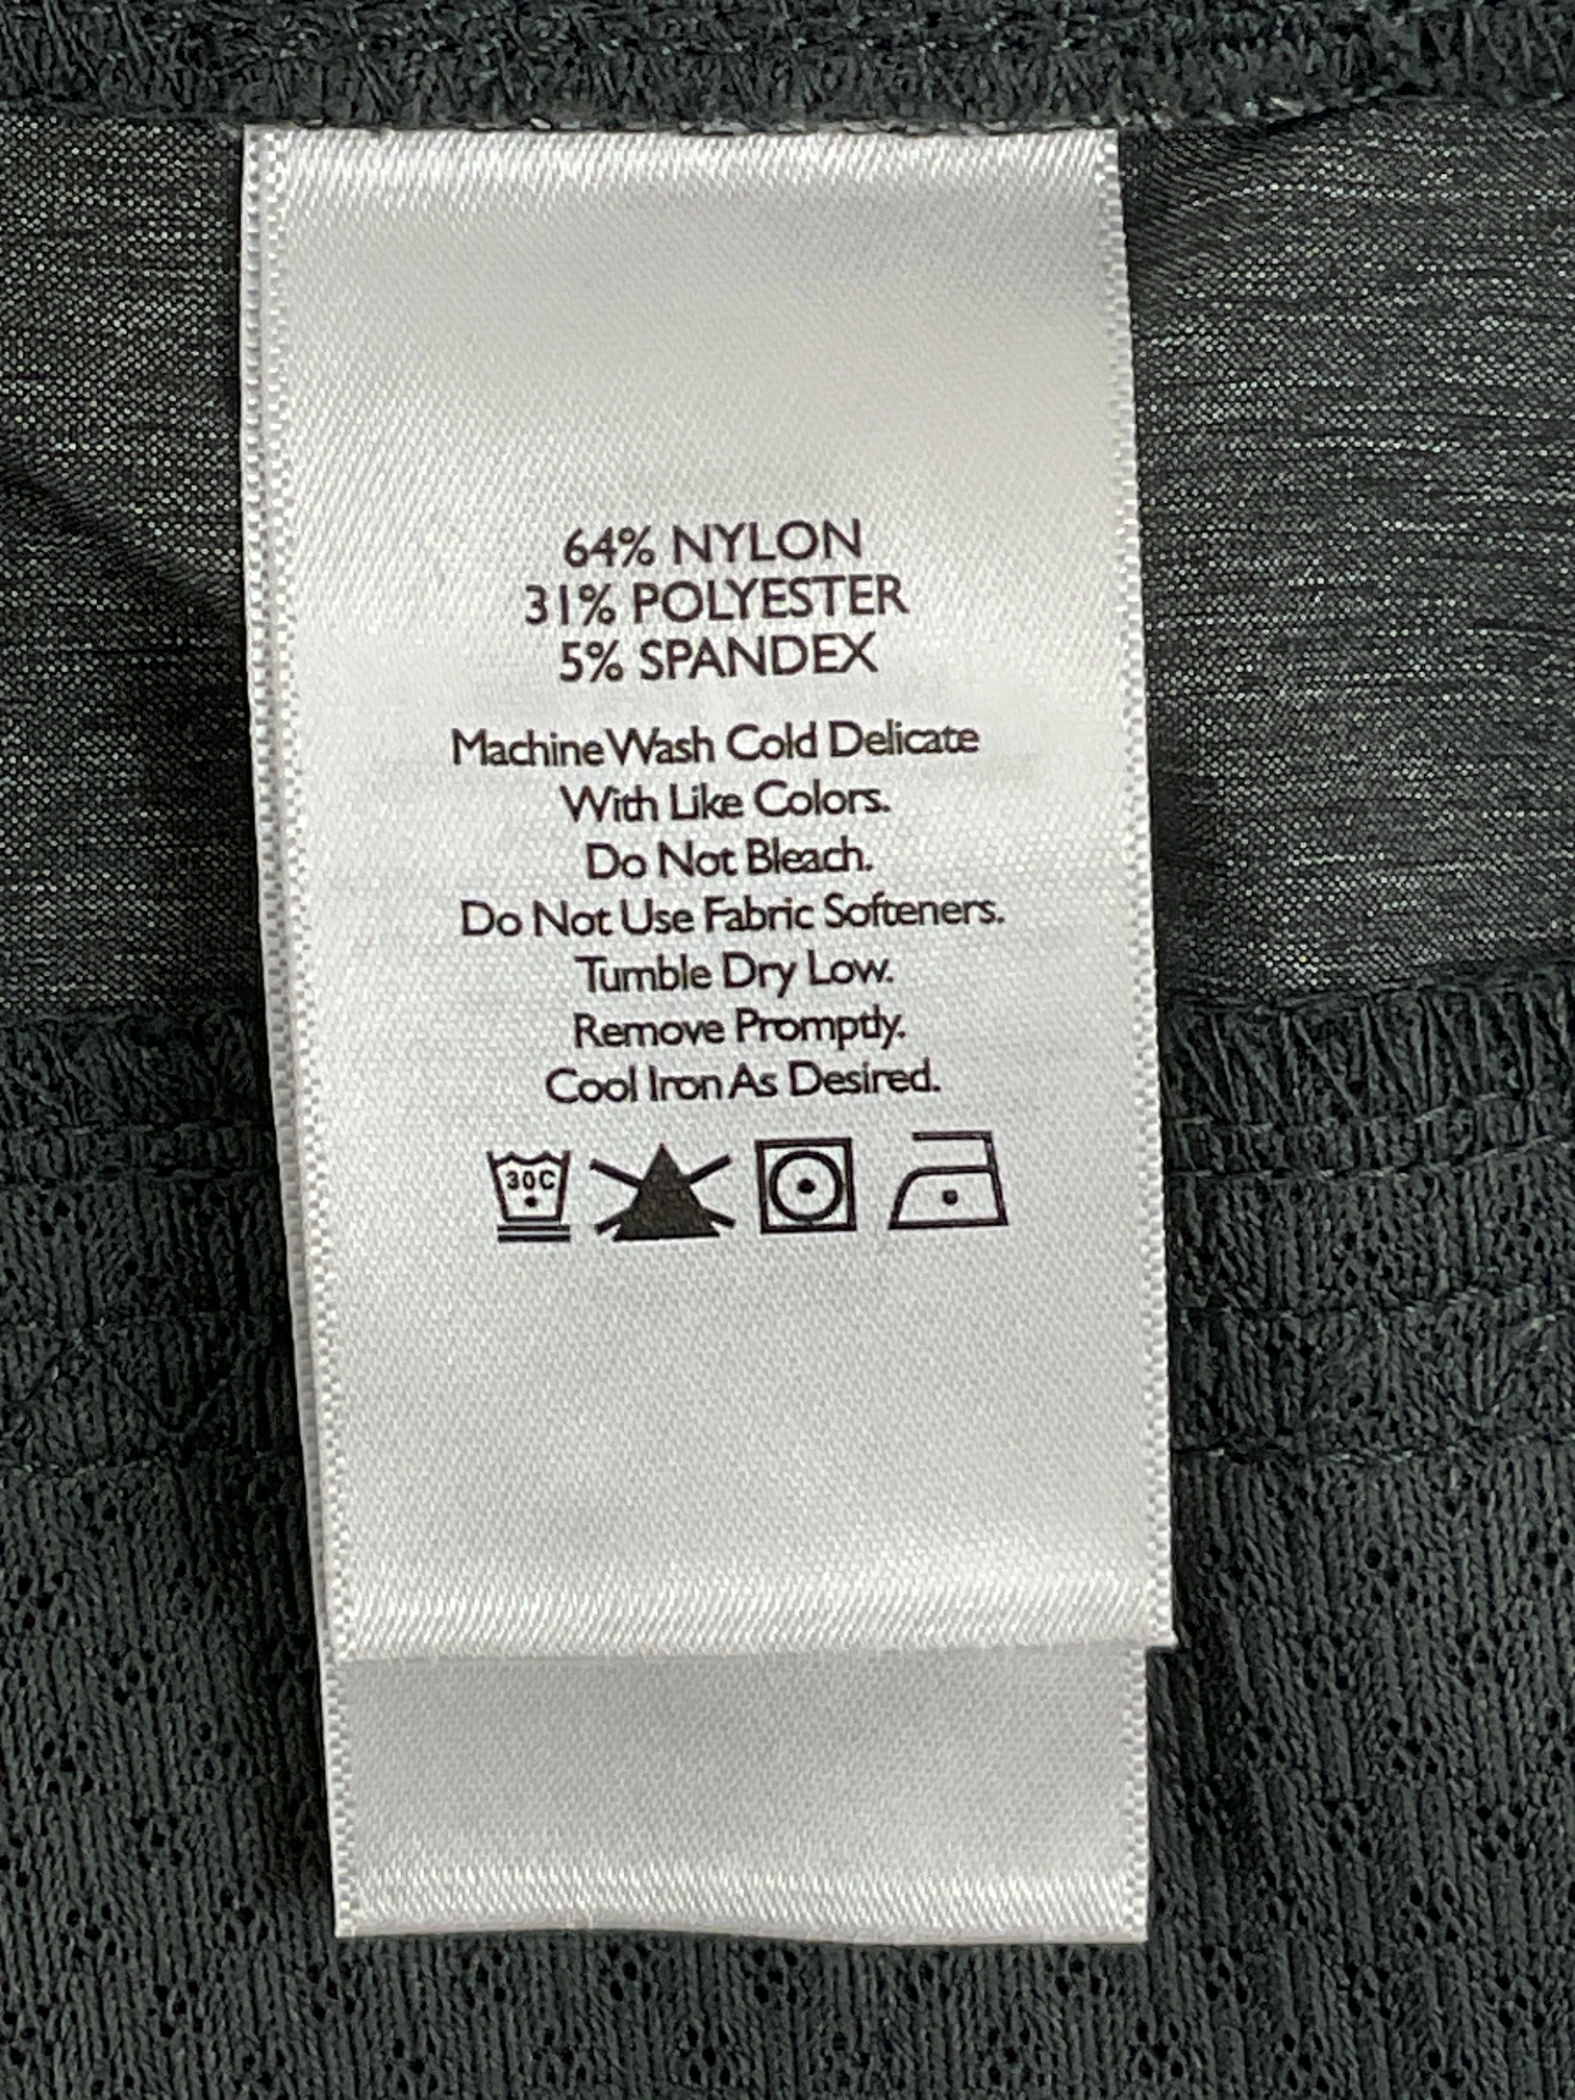 64% NYLON
31% POLYESTER
5% SPANDEX
Machine Wash Cold Delicate
With Like Colors.
Do Not Bleach.
Do Not Use Fabric Softeners.
Tumble Dry Low.
Remove Promptly.
Cool Iron As Desired.
30C